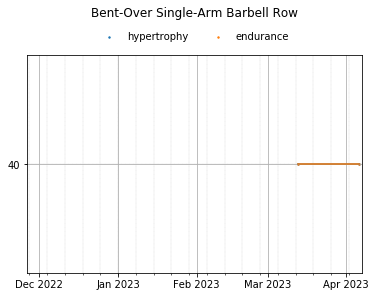 Bent-Over Single-Arm Barbell Row
hypertrophy endurance
40
Dec 2022 Jan 2023 Feb 2023 Mar 2023 Apr 2023